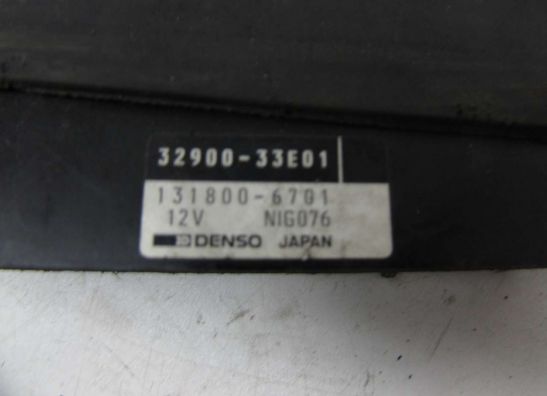 32900-33E01
131800-6701
12V NIG076
DENSO JAPAN